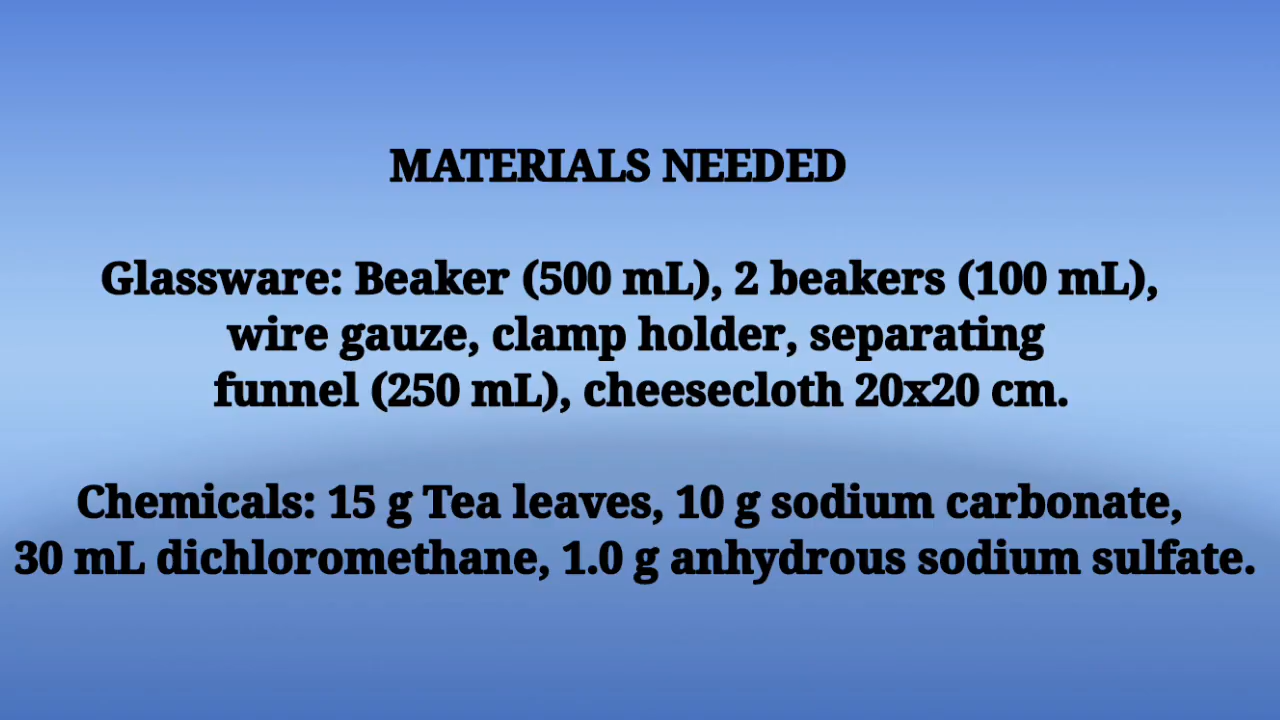 MATERIALS NEEDED
Glassware: Beaker (500 mL), 2 beakers (100 mL),
wire gauze, clamp holder, separating
funnel (250 mL), cheesecloth 20x20 cm.
Chemicals: 15 g Tea leaves, 10 g sodium carbonate,
30 mL dichloromethane, 1.0 g anhydrous sodium sulfate.